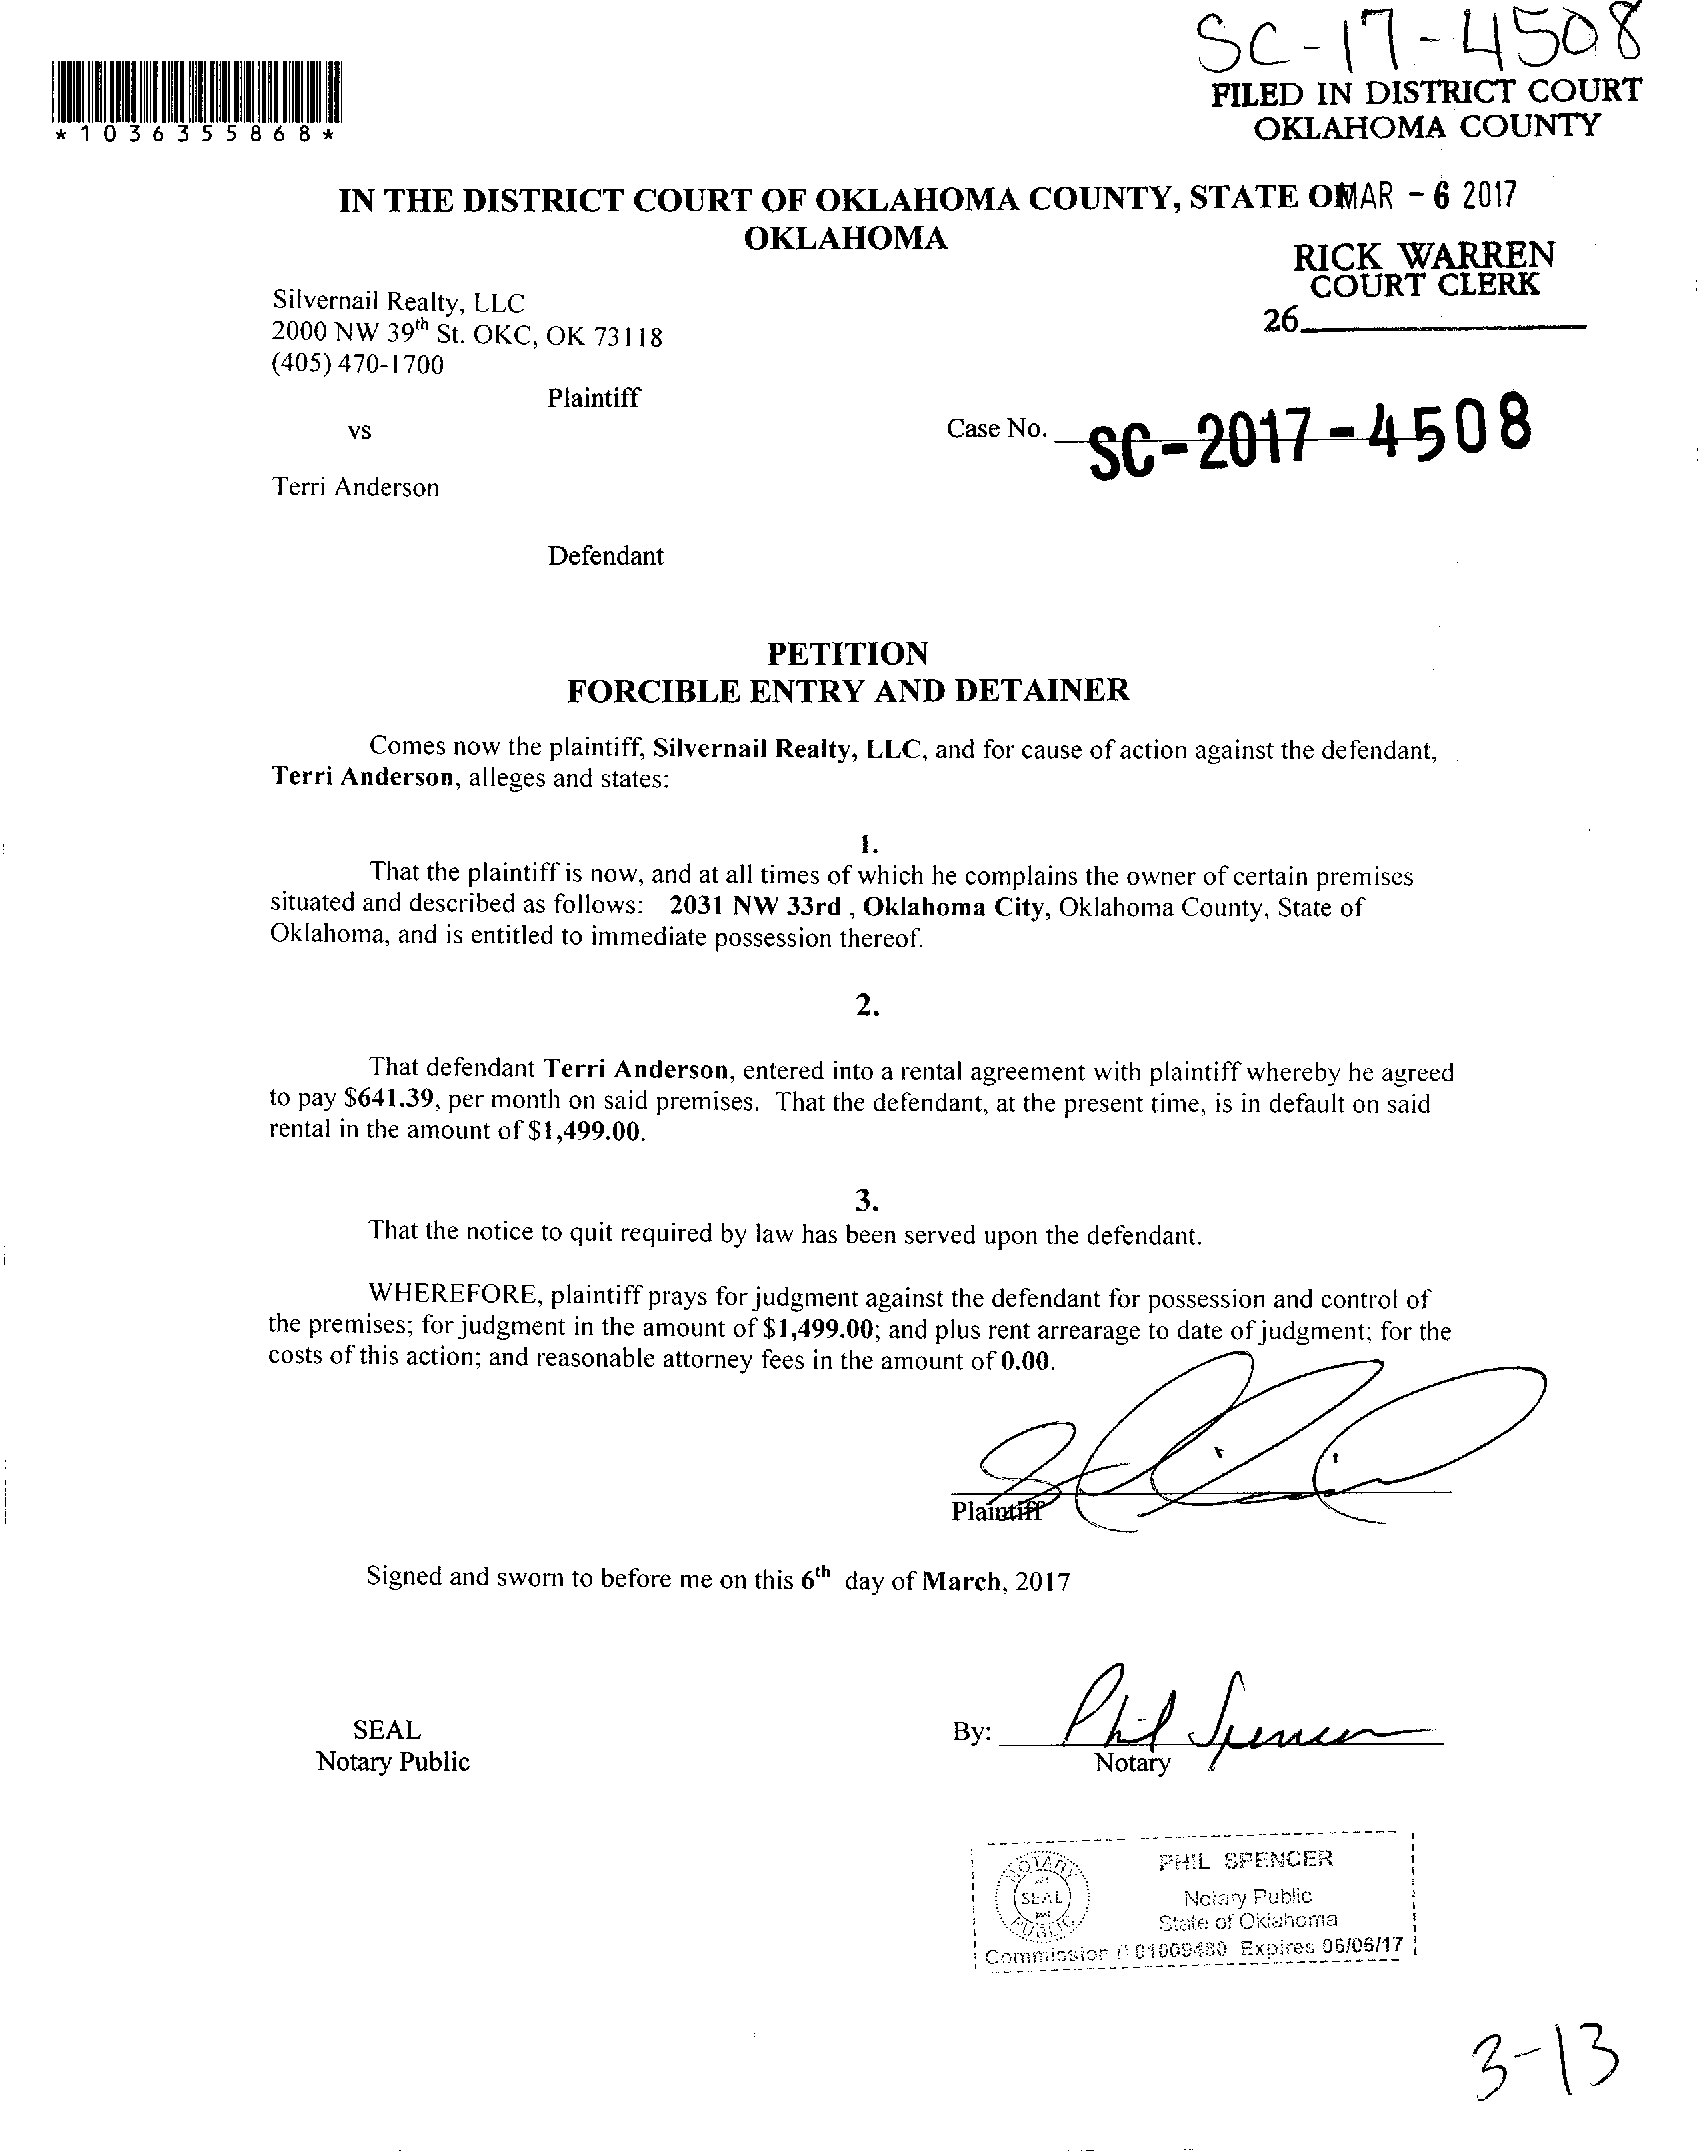 SC-17-4508
FILED IN DISTRICT COURT
OKLAHOMA COUNTY
*1036355868*
IN THE DISTRICT COURT OF OKLAHOMA COUNTY, STATE O
MAR - 6 2017
OKLAHOMA
RICK WARREN
COURT CLERK
26
Silvernail Realty, LLC
2000 NW 39th St. OKC, OK 73118
(405) 470-1700
Plaintiff
vs
Case No. SC-2017-4508
Terri Anderson
Defendant
PETITION
FORCIBLE ENTRY AND DETAINER
Comes now the plaintiff, Silvernail Realty, LLC, and for cause of action against the defendant,
Terri Anderson, alleges and states:
1.
That the plaintiff is now, and at all times of which he complains the owner of certain premises
situated and described as follows: 2031 NW 33rd , Oklahoma City, Oklahoma County, State of
Oklahoma, and is entitled to immediate possession thereof.
2.
That defendant Terri Anderson, entered into a rental agreement with plaintiff whereby he agreed
to pay $641.39, per month on said premises. That the defendant, at the present time, is in default on said
rental in the amount of $1,499.00.
3.
That the notice to quit required by law has been served upon the defendant.
WHEREFORE, plaintiff prays for judgment against the defendant for possession and control of
the premises; for judgment in the amount of $1,499.00; and plus rent arrearage to date of judgment; for the
costs of this action; and reasonable attorney fees in the amount of 0.00.
Plaintiff
Signed and sworn to before me on this 6th day of March, 2017
SEAL
Notary Public
By: Phil Spencer
Notary
NOTARY
SEAL
PUBLIC
PHIL SPENCER
Notary Public
State of Oklahoma
Commission # 01009480 Expires 06/06/17
3-13